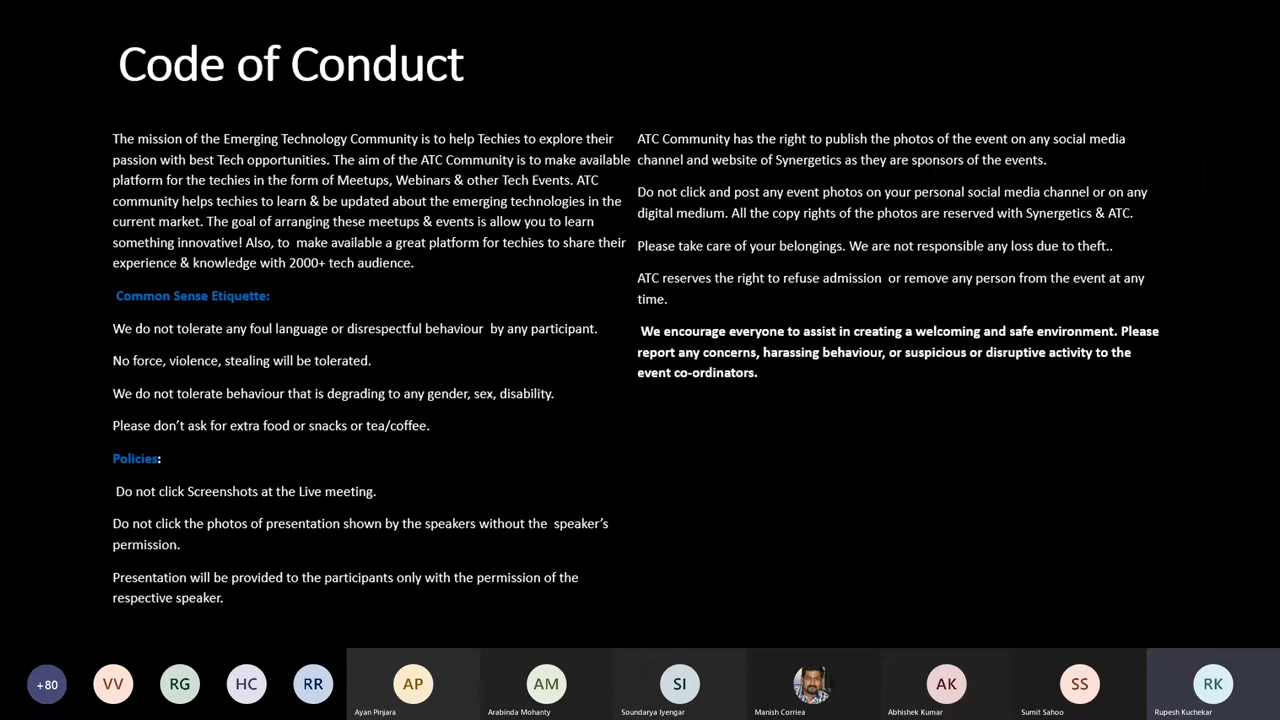 Code of Conduct
The mission of the Emerging Technology Community is to help Techies to explore their
passion with best Tech opportunities. The aim of the ATC Community is to make available
platform for the techies in the form of Meetups, Webinars & other Tech Events. ATC
community helps techies to learn & be updated about the emerging technologies in the
current market. The goal of arranging these meetups & events is allow you to learn
something innovative! Also, to make available a great platform for techies to share their
experience & knowledge with 2000+ tech audience.
Common Sense Etiquette:
We do not tolerate any foul language or disrespectful behaviour by any participant.
No force, violence, stealing will be tolerated.
We do not tolerate behaviour that is degrading to any gender, sex, disability.
Please don't ask for extra food or snacks or tea/coffee.
Policies:
Do not click Screenshots at the Live meeting.
Do not click the photos of presentation shown by the speakers without the speaker's
permission.
Presentation will be provided to the participants only with the permission of the
respective speaker.
ATC Community has the right to publish the photos of the event on any social media
channel and website of Synergetics as they are sponsors of the events.
Do not click and post any event photos on your personal social media channel or on any
digital medium. All the copy rights of the photos are reserved with Synergetics & ATC.
Please take care of your belongings. We are not responsible any loss due to theft..
ATC reserves the right to refuse admission or remove any person from the event at any
time.
We encourage everyone to assist in creating a welcoming and safe environment. Please
report any concerns, harassing behaviour, or suspicious or disruptive activity to the
event co-ordinators.
+80
VV
RG
HC
RR
AP
Ayan Pinjara
AM
Arabinda Mohanty
SI
Soundarya Iyengar
Manish Corriea
AK
Abhishek Kumar
SS
Sumit Sahoo
RK
Rupesh Kuchekar